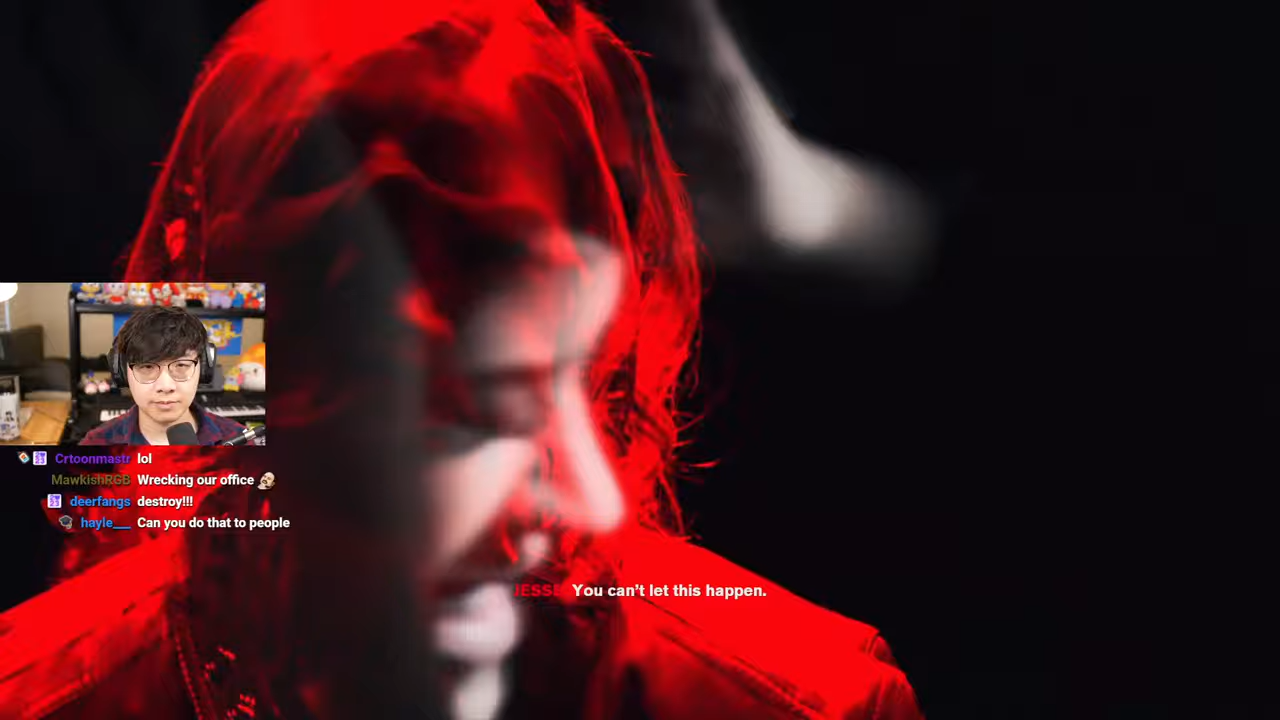 Crtoonmastr lol
MawkishRGB Wrecking our office
deerfangs destroy!!!
hayle___ Can you do that to people
JESSE You can't let this happen.